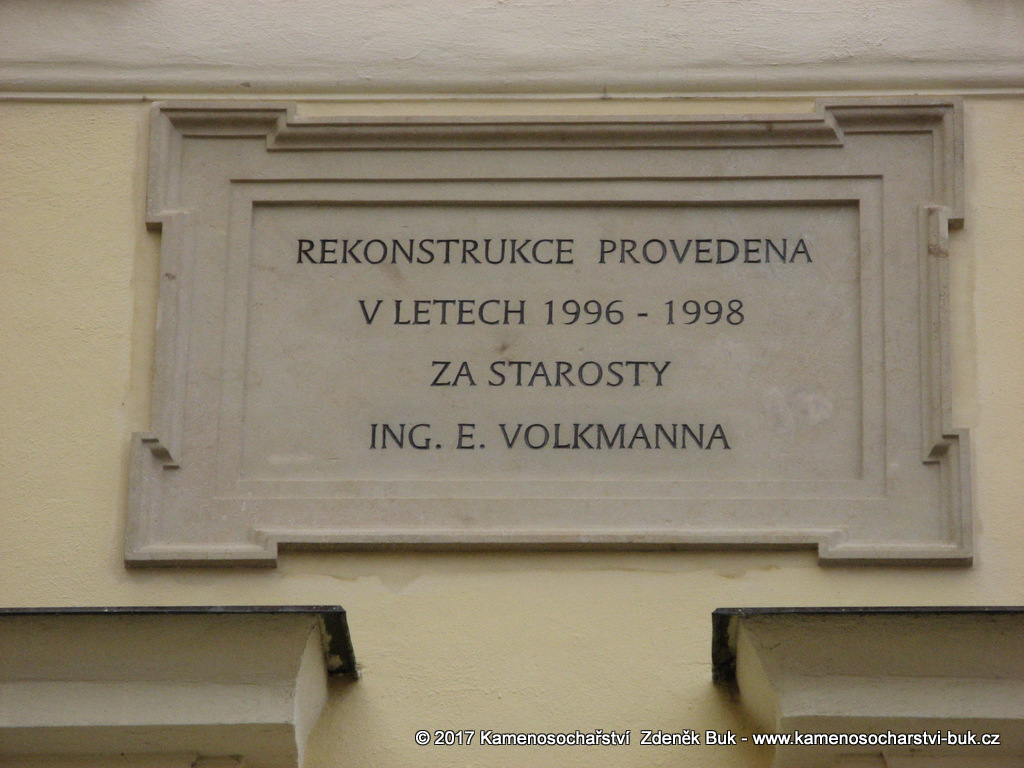 REKONSTRUKCE PROVEDENA
V LETECH 1996 - 1998
ZA STAROSTY
ING. E. VOLKMANNA
© 2017 Kamenosochařství Zdeněk Buk - www.kamenosocharstvi-buk.cz